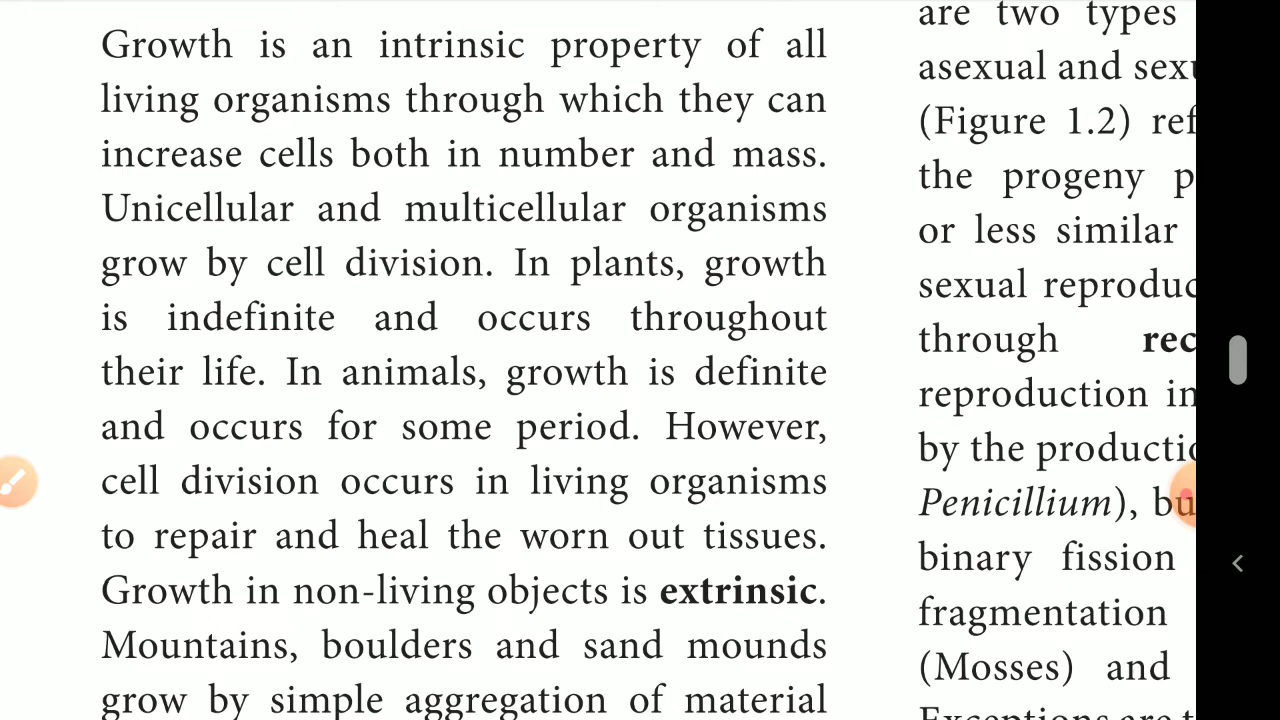 Growth is an intrinsic property of all
living organisms through which they can
increase cells both in number and mass.
Unicellular and multicellular organisms
grow by cell division. In plants, growth
is indefinite and occurs throughout
their life. In animals, growth is definite
and occurs for some period. However,
cell division occurs in living organisms
to repair and heal the worn out tissues.
Growth in non-living objects is extrinsic.
Mountains, boulders and sand mounds
grow by simple aggregation of material
are two types
asexual and
(Figure 1.2)
the progeny
or less similar
sexual
through
reproduction
by the
Penicillium),
binary fission
fragmentation
(Mosses) and
Exceptions are